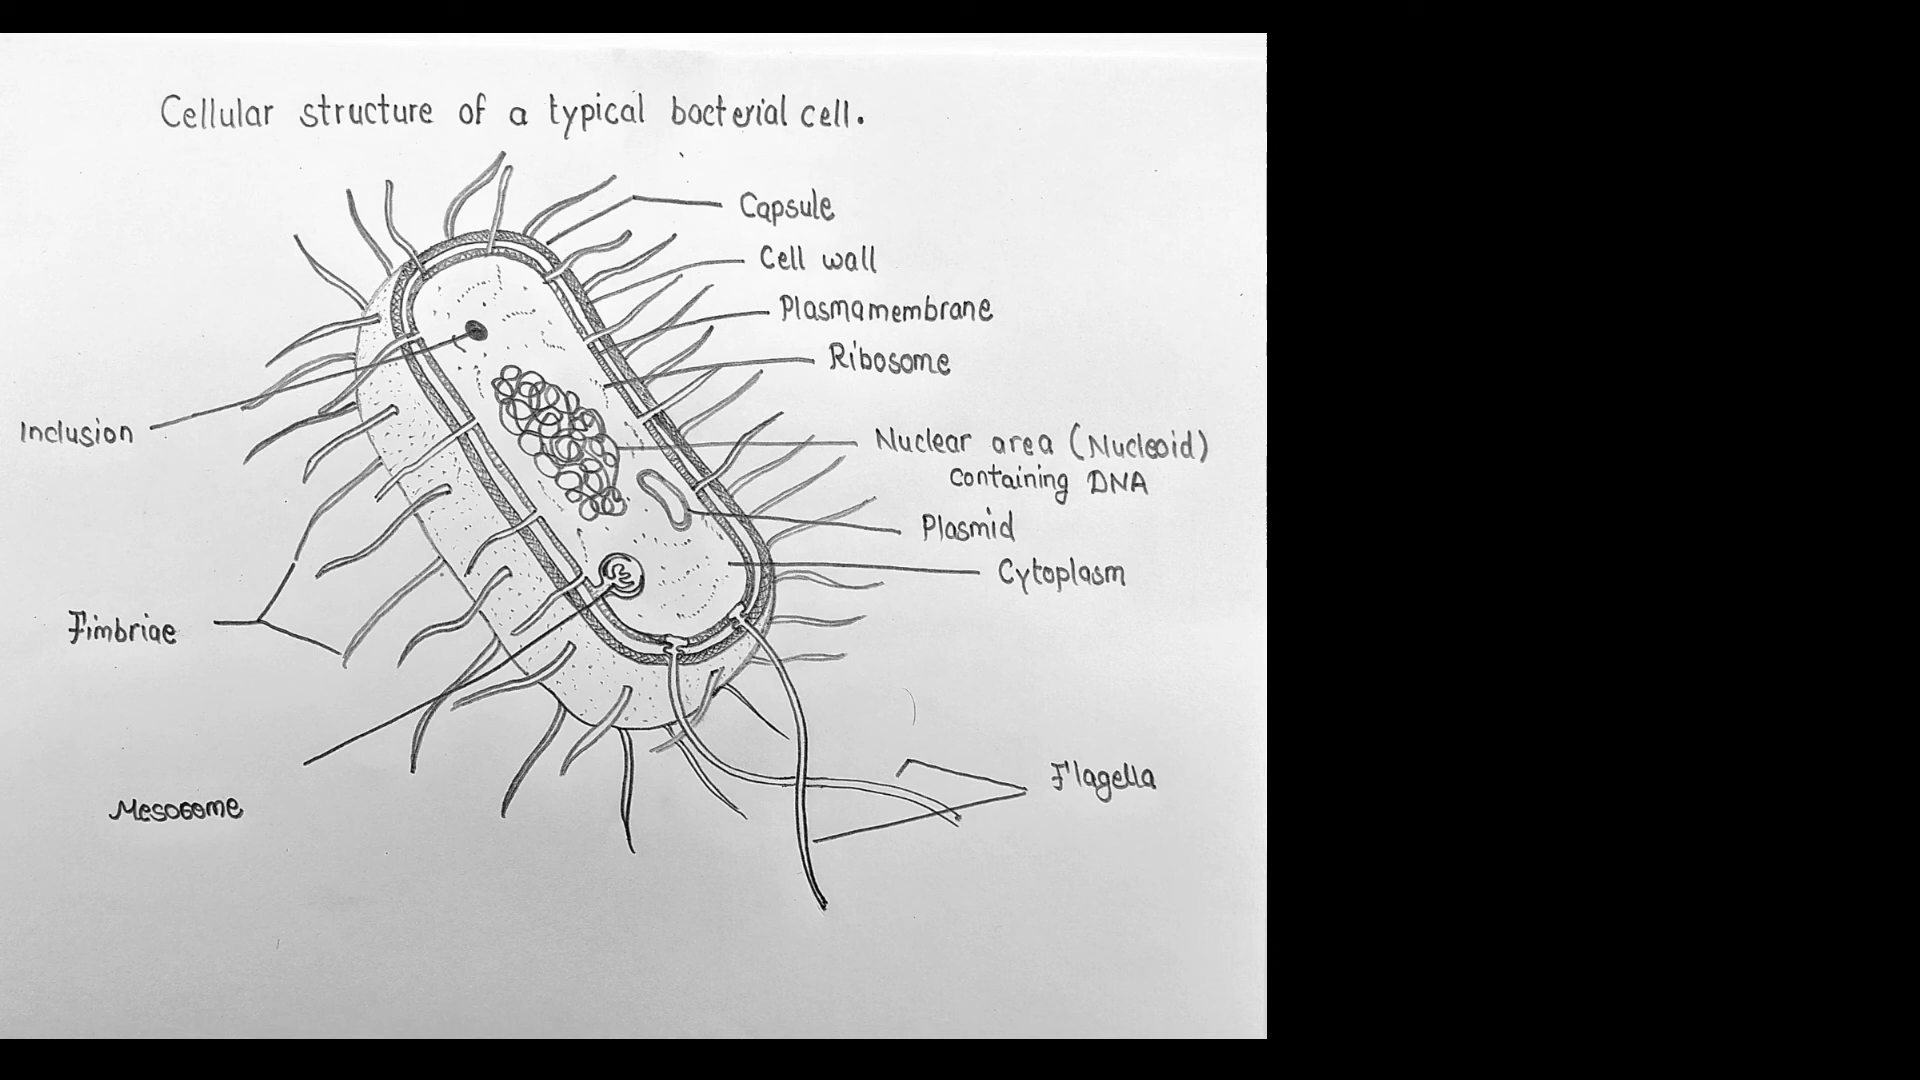 Cellular structure of a typical bacterial cell.
Capsule
Cell wall
Plasmamembrane
Ribosome
Inclusion
Nuclear area (Nucleoid)
containing DNA
Plasmid
Cytoplasm
Fimbriae
Flagella
Mesosome